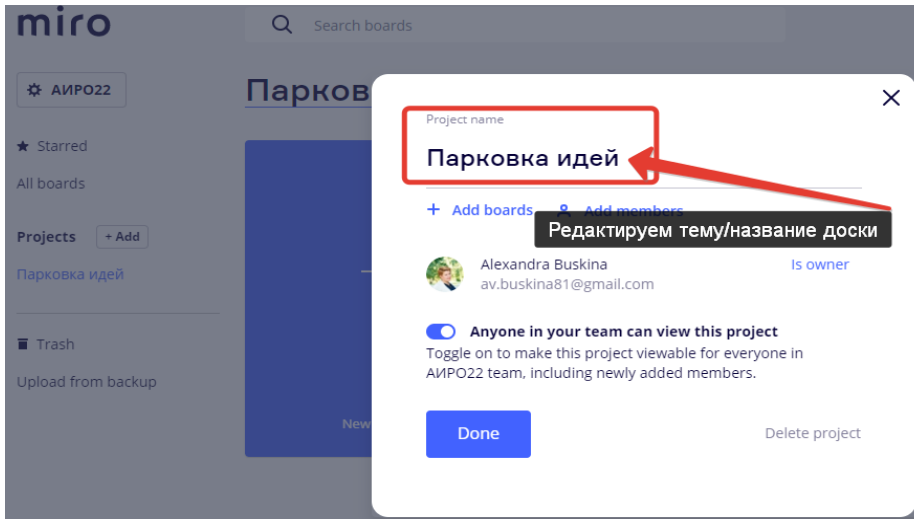 miro
Search boards
АИРО22
Starred
All boards
Projects
+ Add
Парковка идей
Trash
Upload from backup
Парков
New
Project name
Парковка идей
+ Add boards
Add members
Редактируем тему/название доски
Alexandra Buskina
Is owner
av.buskina81@gmail.com
Anyone in your team can view this project
Toggle on to make this project viewable for everyone in
АИРО22 team, including newly added members.
Done
Delete project